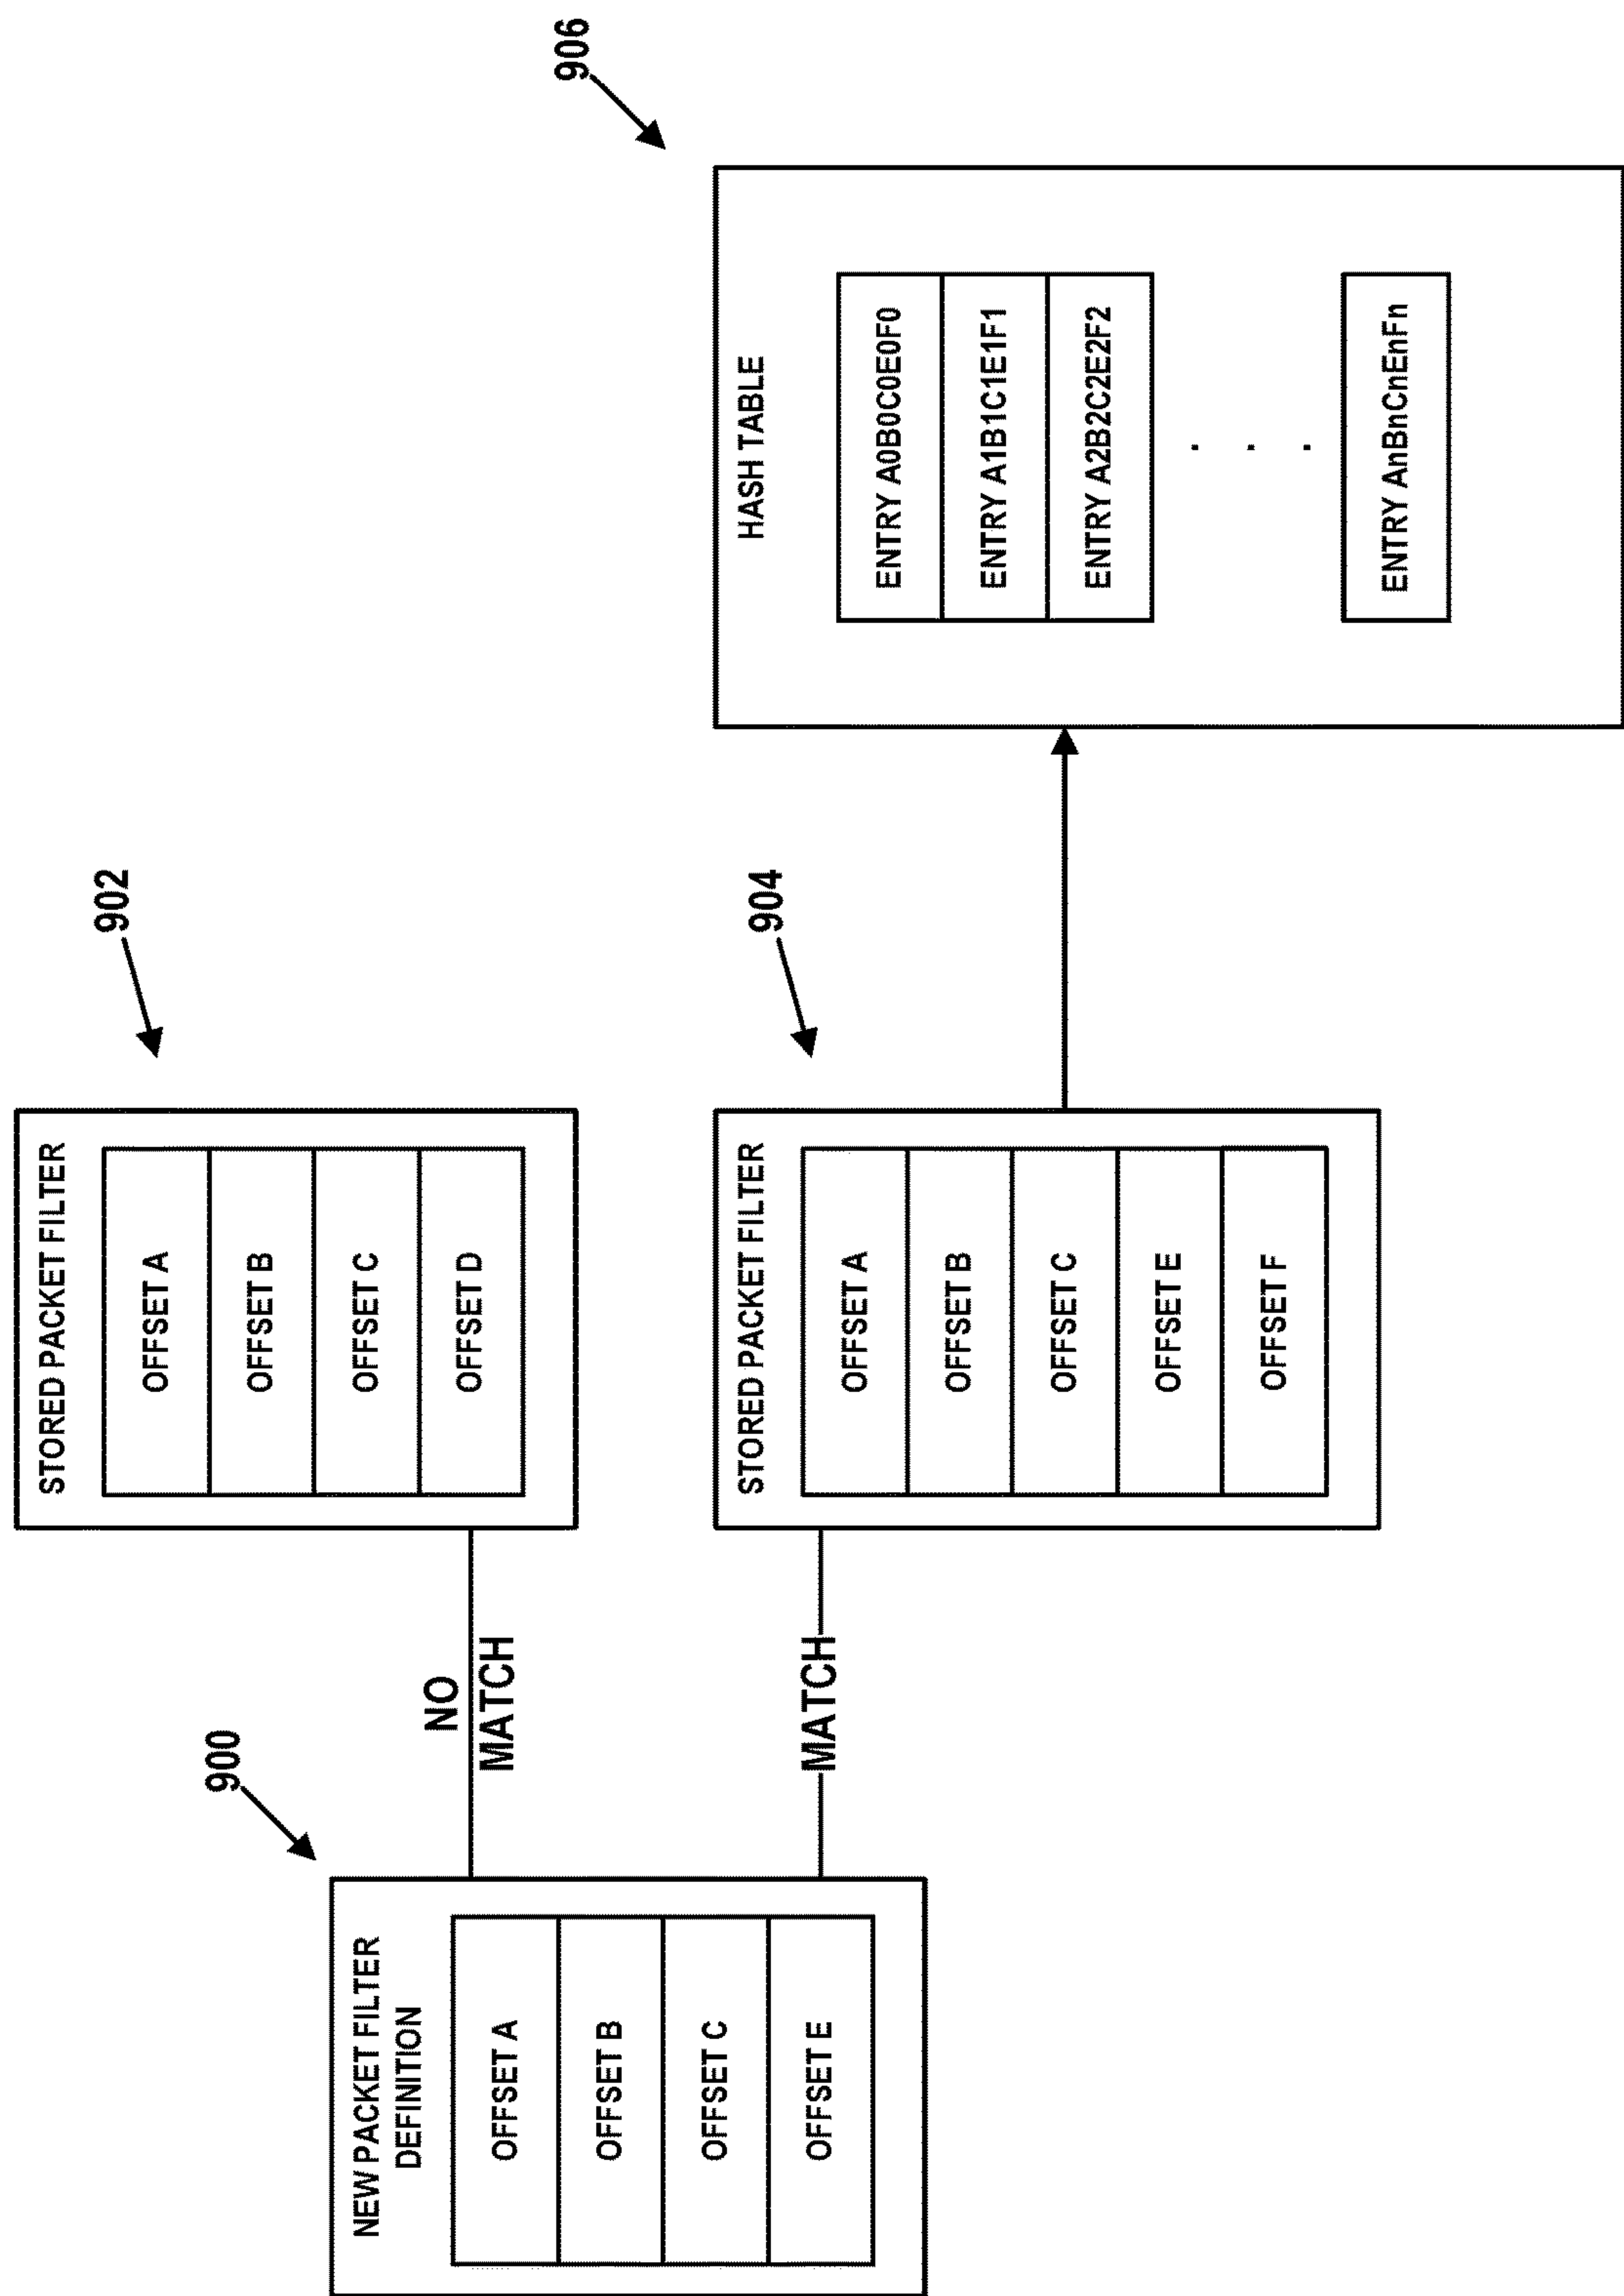 900
NEW PACKET FILTER
DEFINITION
OFFSET A
OFFSET B
OFFSET C
OFFSET E
NO
MATCH
MATCH
902
STORED PACKET FILTER
OFFSET A
OFFSET B
OFFSET C
OFFSET D
904
STORED PACKET FILTER
OFFSET A
OFFSET B
OFFSET C
OFFSET E
OFFSET F
906
HASH TABLE
ENTRY A0B0C0E0F0
ENTRY A1B1C1E1F1
ENTRY A2B2C2E2F2
. . .
ENTRY AnBnCnEnFn